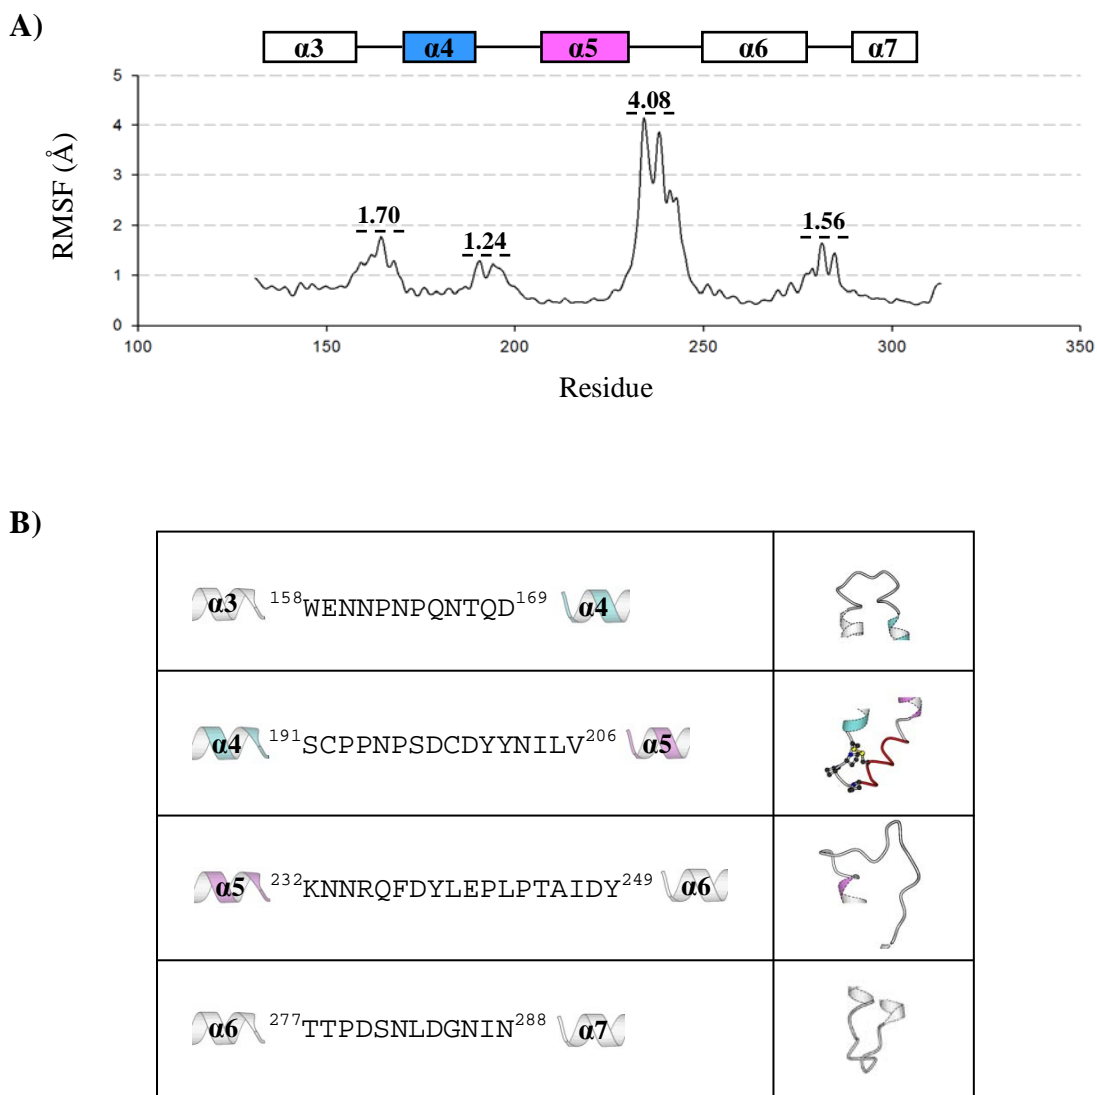 A)
α3 α4 α5 α6 α7
5
4.08
4
RMSF (Å)
3
1.70
1.24
1.56
2
1
0
100 150 200 250 300 350
Residue
B)
α3 158WENNPNPQNTQD169 α4
α4 191SCPPNPSDCDYYNILV206 α5
α5 232KNNRQFDYLEPLPTAIDY249 α6
α6 277TTPDSNLDGNIN288 α7